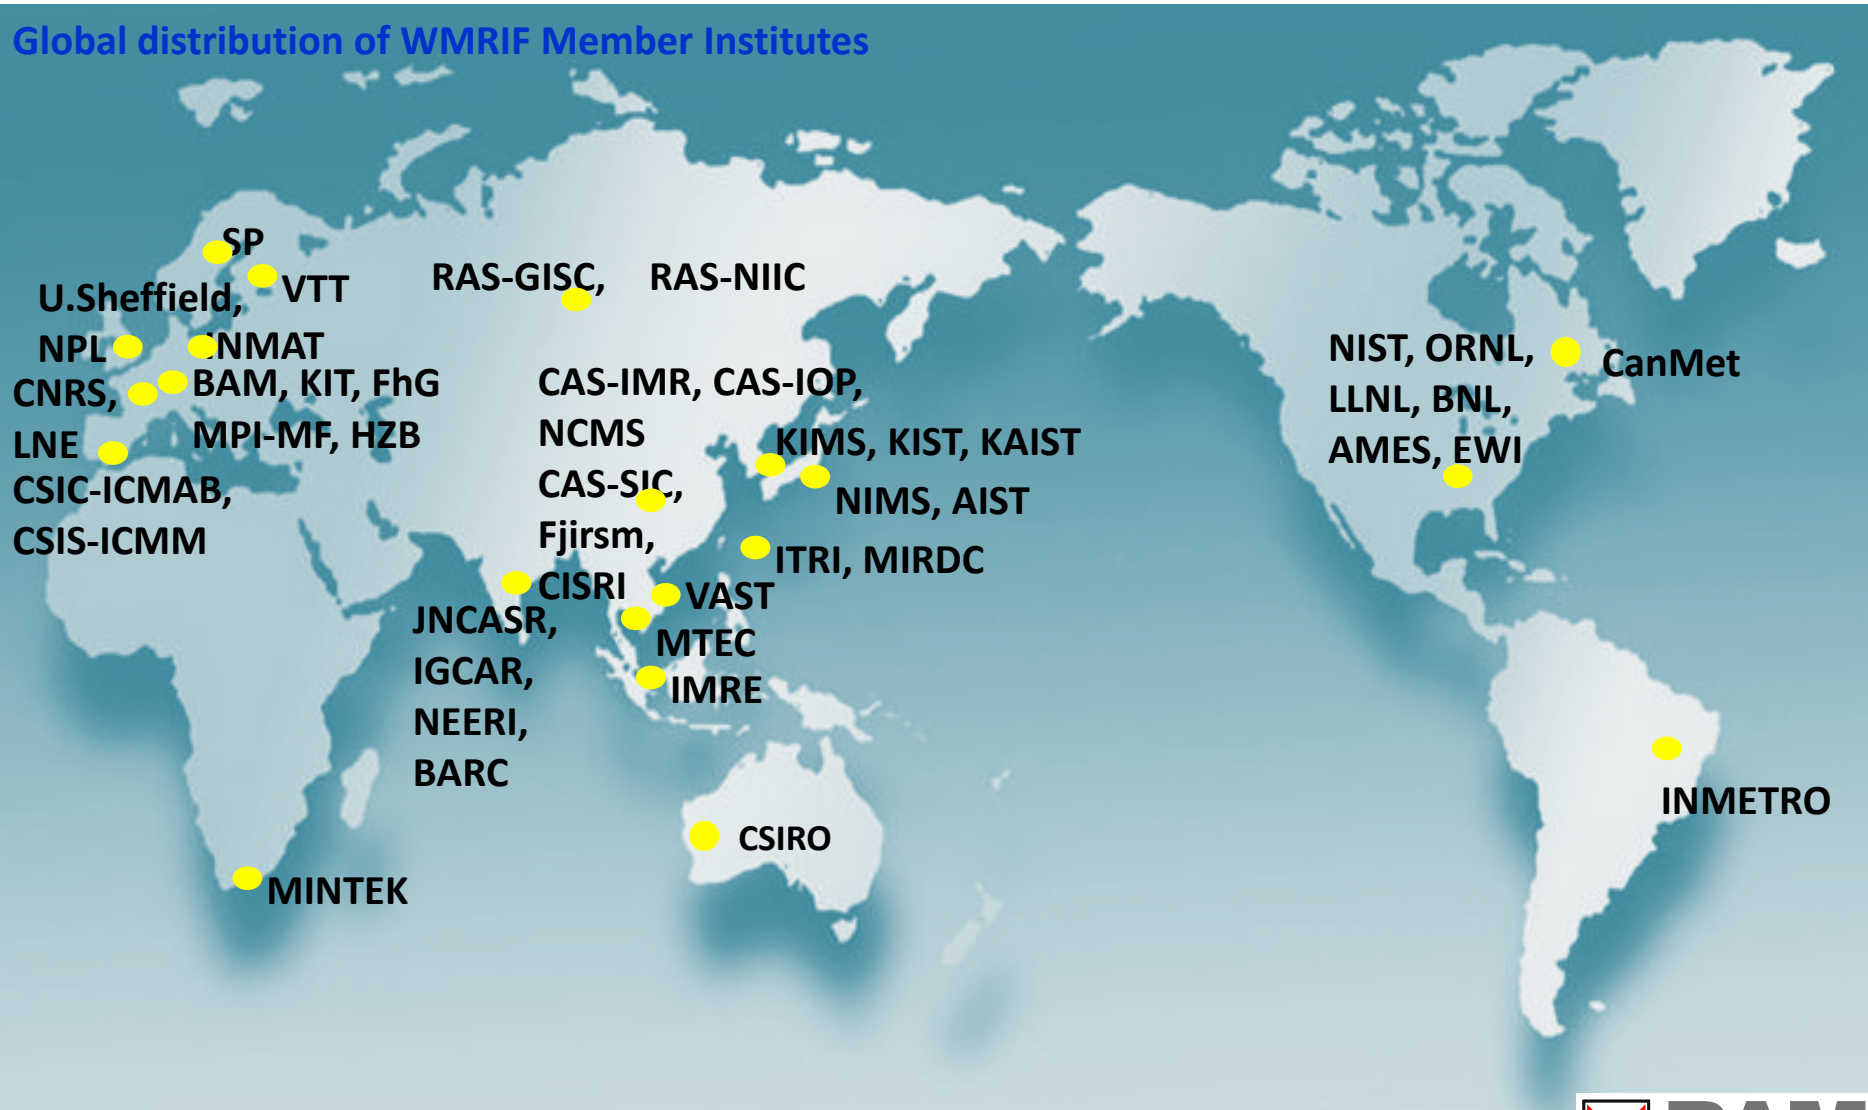 Global distribution of WMRIF Member Institutes
SP
VTT
U.Sheffield,
NPL
INMAT
CNRS,
LNE
BAM, KIT, FhG
MPI-MF, HZB
CSIC-ICMAB,
CSIS-ICMM
RAS-GISC, RAS-NIIC
CAS-IMR, CAS-IOP,
NCMS
CAS-SIC,
Fjirsm,
CISRI
KIMS, KIST, KAIST
NIMS, AIST
ITRI, MIRDC
VAST
MTEC
IMRE
JNCASR,
IGCAR,
NEERI,
BARC
CSIRO
MINTEK
NIST, ORNL,
LLNL, BNL,
AMES, EWI
CanMet
INMETRO
BAM